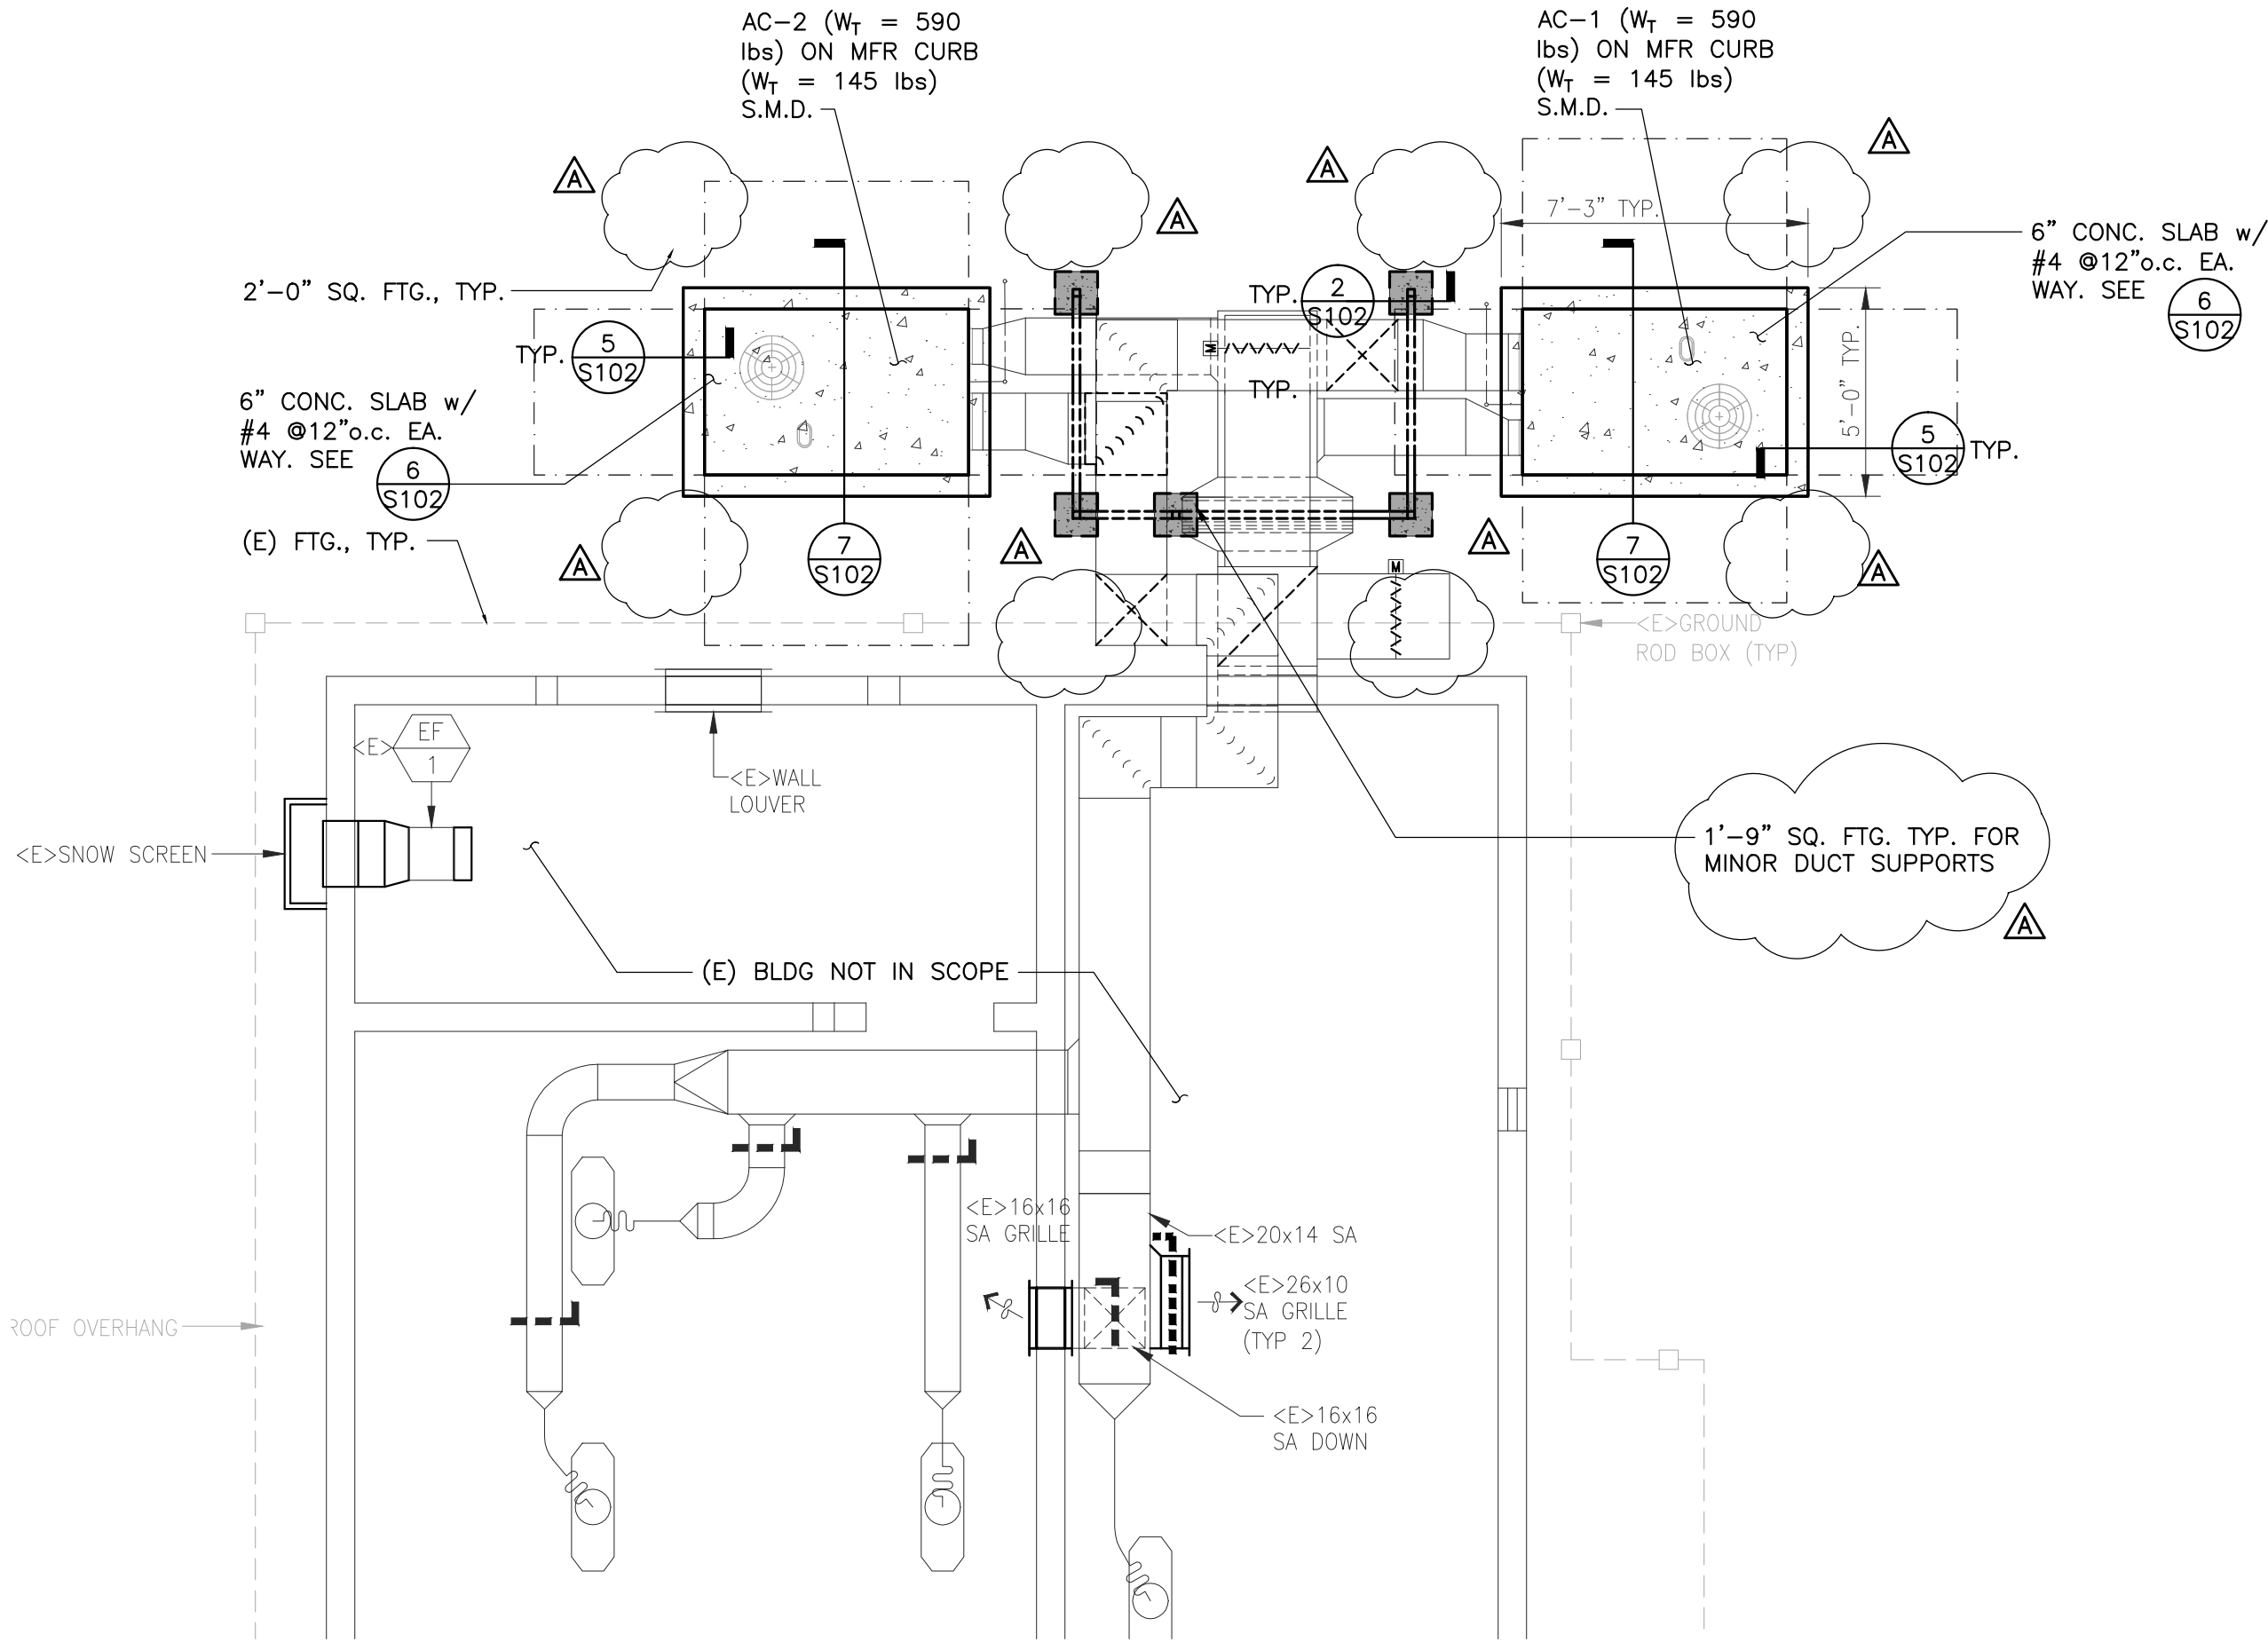 AC-2 (WT = 590
lbs) ON MFR CURB
(WT = 145 lbs)
S.M.D.
AC-1 (WT = 590
lbs) ON MFR CURB
(WT = 145 lbs)
S.M.D.
A
A
A
A
7'-3" TYP.
6" CONC. SLAB w/
#4 @12"o.c. EA.
WAY. SEE
6
S102
2'-0" SQ. FTG., TYP.
TYP.
2
S102
TYP.
5
S102
M
TYP.
5'-0" TYP.
6" CONC. SLAB w/
#4 @12"o.c. EA.
WAY. SEE
6
S102
5
S102
TYP.
(E) FTG., TYP.
A
7
S102
A
A
7
S102
A
M
<E>GROUND
ROD BOX (TYP)
<E>
EF
1
<E>WALL
LOUVER
<E>SNOW SCREEN
1'-9" SQ. FTG. TYP. FOR
MINOR DUCT SUPPORTS
A
(E) BLDG NOT IN SCOPE
<E>16x16
SA GRILLE
<E>20x14 SA
<E>26x10
SA GRILLE
(TYP 2)
ROOF OVERHANG
<E>16x16
SA DOWN